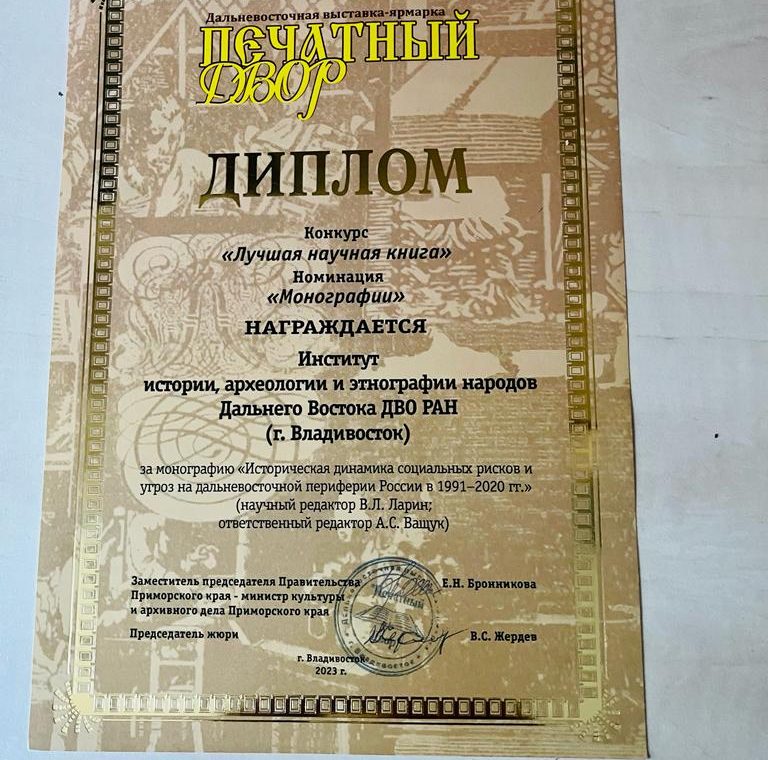 Дальневосточная выставка-ярмарка
ПЕЧАТНЫЙ
ДВОР
ДИПЛОМ
Конкурс
«Лучшая научная книга»
Номинация
«Монографии»
НАГРАЖДАЕТСЯ
Институт
истории, археологии и этнографии народов
Дальнего Востока ДВО РАН
(г. Владивосток)
за монографию «Историческая динамика социальных рисков и
угроз на дальневосточной периферии России в 1991–2020 гг.»
(научный редактор В.Л. Ларин;
ответственный редактор А.С. Ващук)
Заместитель председателя Правительства
Приморского края - министр культуры
и архивного дела Приморского края
Е.Н. Бронникова
Председатель жюри
В.С. Жердев
Печатный
г. Владивосток
г. Владивосток
2023 г.